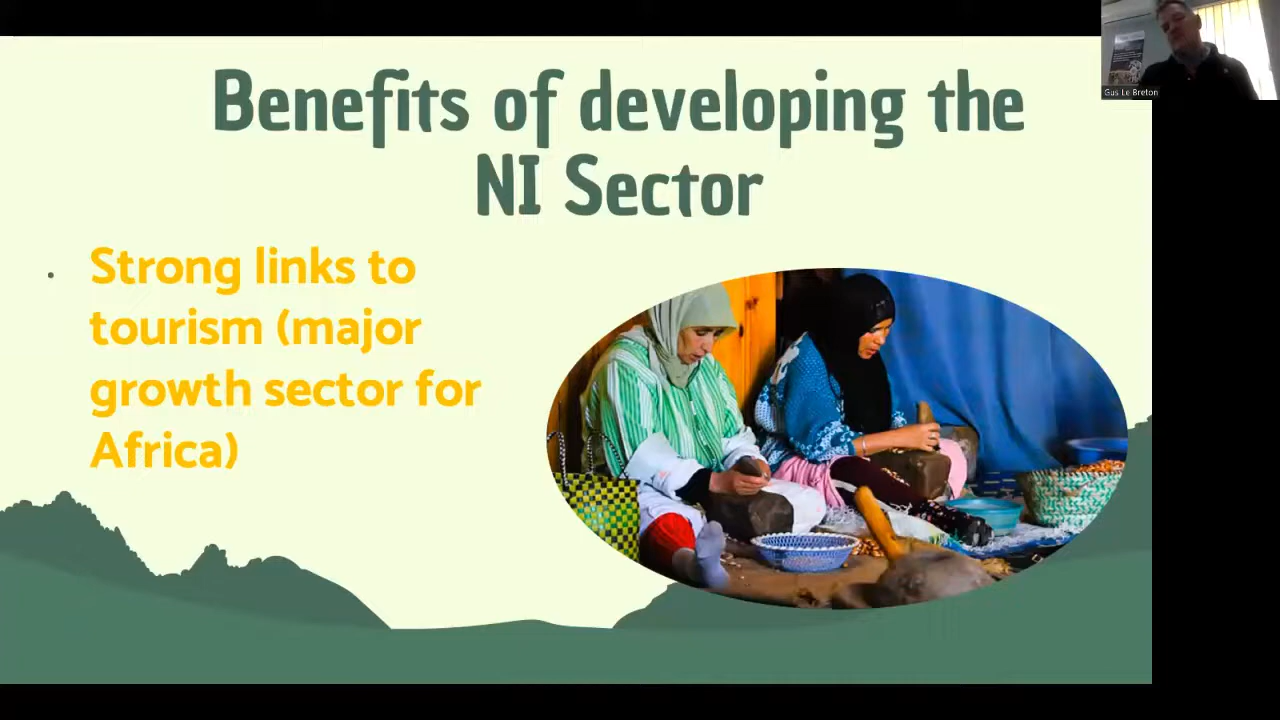 Benefits of developing the
NI Sector
• Strong links to
tourism (major
growth sector for
Africa)
Gus Le Breton